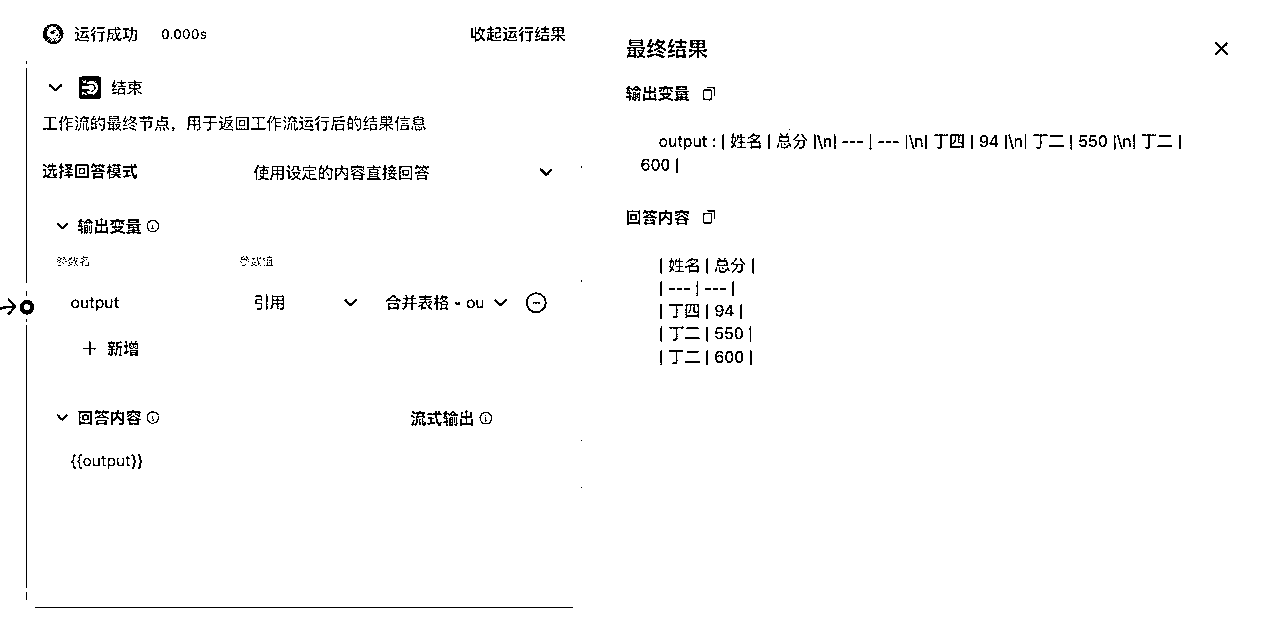 运行成功 0.000s 收起运行结果
结束
工作流的最终节点，用于返回工作流运行后的结果信息
选择回答模式 使用设定的内容直接回答
输出变量
参数名 参数值
output 引用 合并表格 - ou
新增
回答内容 流式输出
{{output}}
最终结果
输出变量
output : | 姓名 | 总分 |\n| --- | --- |\n| 丁四 | 94 |\n| 丁二 | 550 |\n| 丁二 |
600 |
回答内容
| 姓名 | 总分 |
| --- | --- |
| 丁四 | 94 |
| 丁二 | 550 |
| 丁二 | 600 |